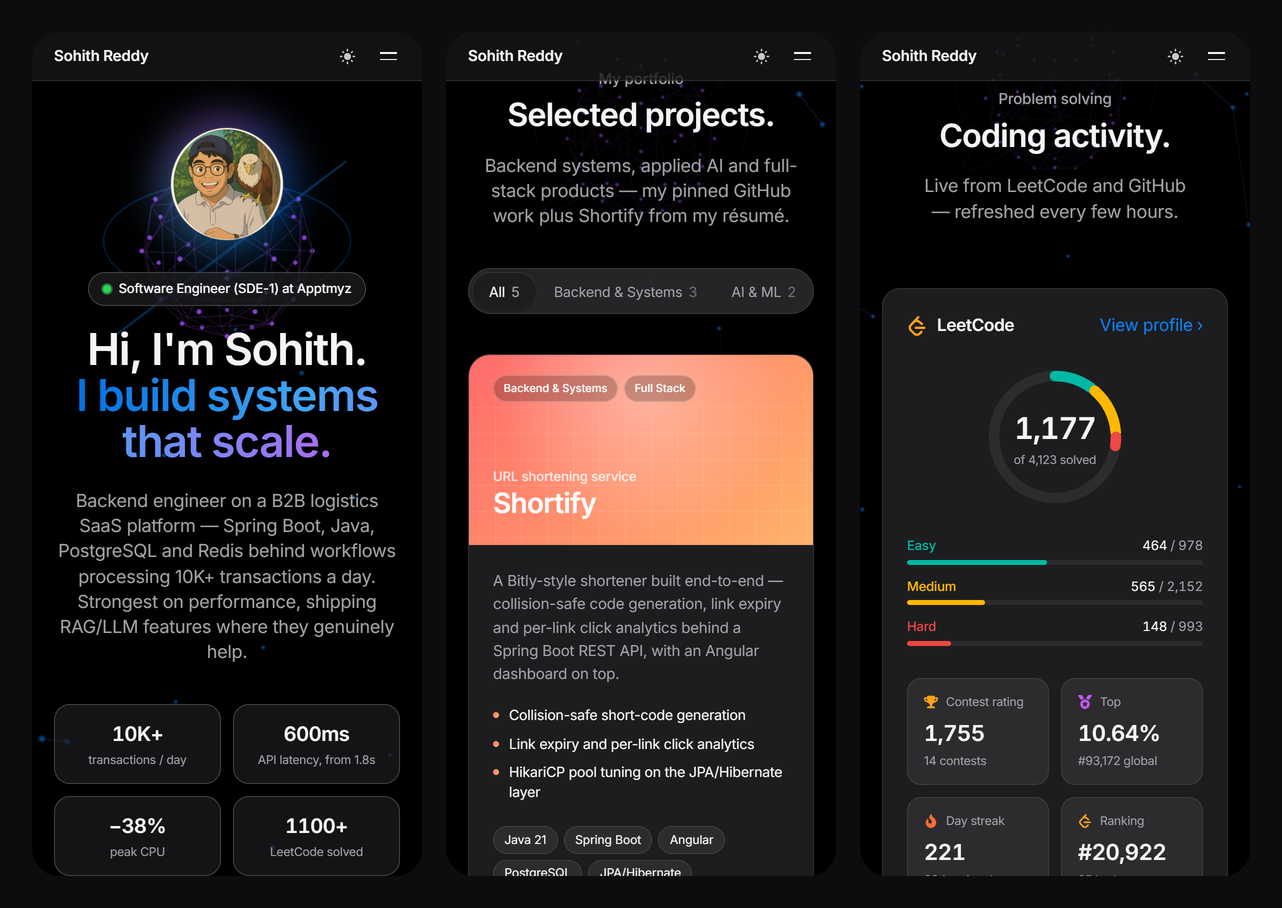 Sohith Reddy
Software Engineer (SDE-1) at Apptmyz
Hi, I'm Sohith.
I build systems
that scale.
Backend engineer on a B2B logistics
SaaS platform — Spring Boot, Java,
PostgreSQL and Redis behind workflows
processing 10K+ transactions a day.
Strongest on performance, shipping
RAG/LLM features where they genuinely
help.
10K+
transactions / day
600ms
API latency, from 1.8s
−38%
peak CPU
1100+
LeetCode solved
Sohith Reddy
My portfolio
Selected projects.
Backend systems, applied AI and full-
stack products — my pinned GitHub
work plus Shortify from my résumé.
All 5
Backend & Systems 3
AI & ML 2
Backend & Systems
Full Stack
URL shortening service
Shortify
A Bitly-style shortener built end-to-end —
collision-safe code generation, link expiry
and per-link click analytics behind a
Spring Boot REST API, with an Angular
dashboard on top.
Collision-safe short-code generation
Link expiry and per-link click analytics
HikariCP pool tuning on the JPA/Hibernate
layer
Java 21
Spring Boot
Angular
PostgreSQL
JPA/Hibernate
Sohith Reddy
Problem solving
Coding activity.
Live from LeetCode and GitHub
— refreshed every few hours.
LeetCode
View profile ›
1,177
of 4,123 solved
Easy
464 / 978
Medium
565 / 2,152
Hard
148 / 993
Contest rating
1,755
14 contests
Top
10.64%
#93,172 global
Day streak
221
Ranking
#20,922